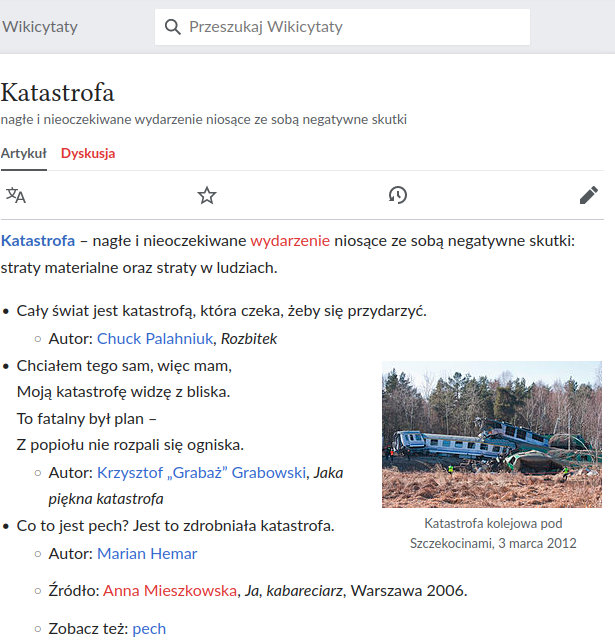 Wikicytaty
Przeszukaj Wikicytaty
Katastrofa
nagłe i nieoczekiwane wydarzenie niosące ze sobą negatywne skutki
Artykuł Dyskusja
Katastrofa – nagłe i nieoczekiwane wydarzenie niosące ze sobą negatywne skutki:
straty materialne oraz straty w ludziach.
Cały świat jest katastrofą, która czeka, żeby się przydarzyć.
Autor: Chuck Palahniuk, Rozbitek
Chciałem tego sam, więc mam,
Moją katastrofę widzę z bliska.
To fatalny był plan –
Z popiołu nie rozpali się ogniska.
Autor: Krzysztof „Grabaż” Grabowski, Jaka
piękna katastrofa
Katastrofa kolejowa pod
Szczekocinami, 3 marca 2012
Co to jest pech? Jest to zdrobniała katastrofa.
Autor: Marian Hemar
Źródło: Anna Mieszkowska, Ja, kabareciarz, Warszawa 2006.
Zobacz też: pech